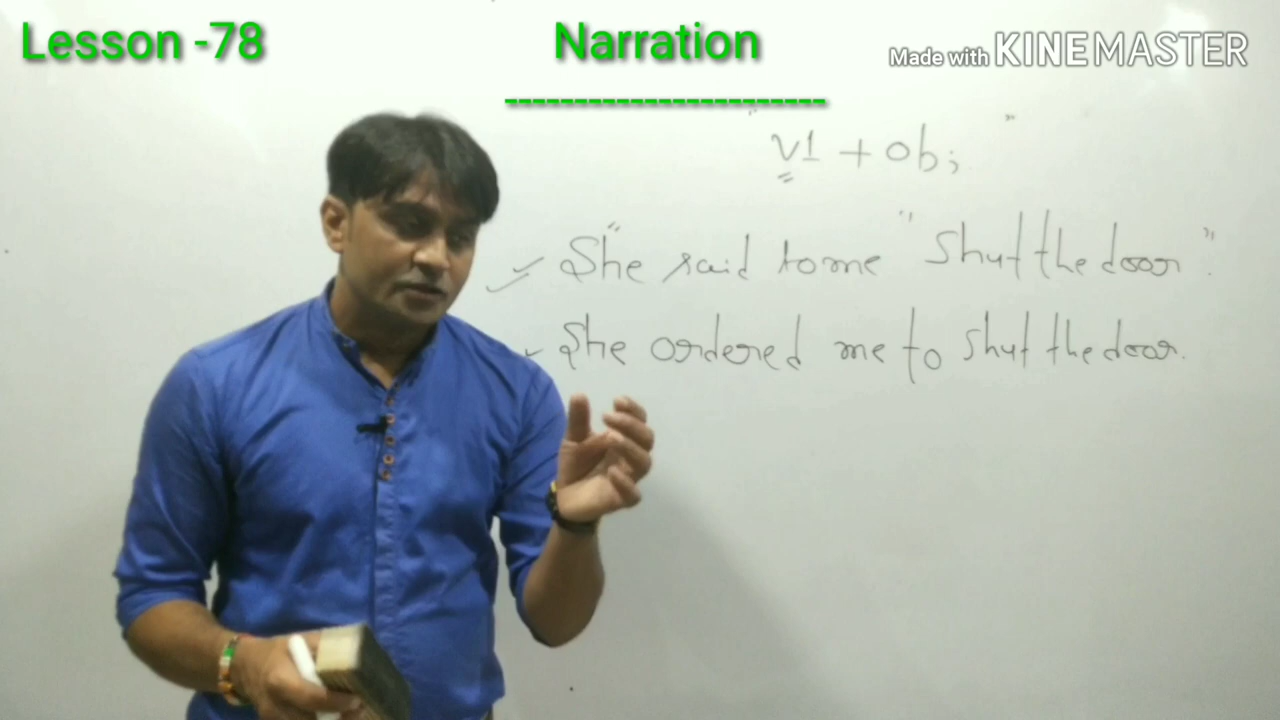 Lesson -78
Narration
Made with KINEMASTER
-----------------------
" V1 + obj "
She said to me "Shut the door".
She ordered me to shut the door.